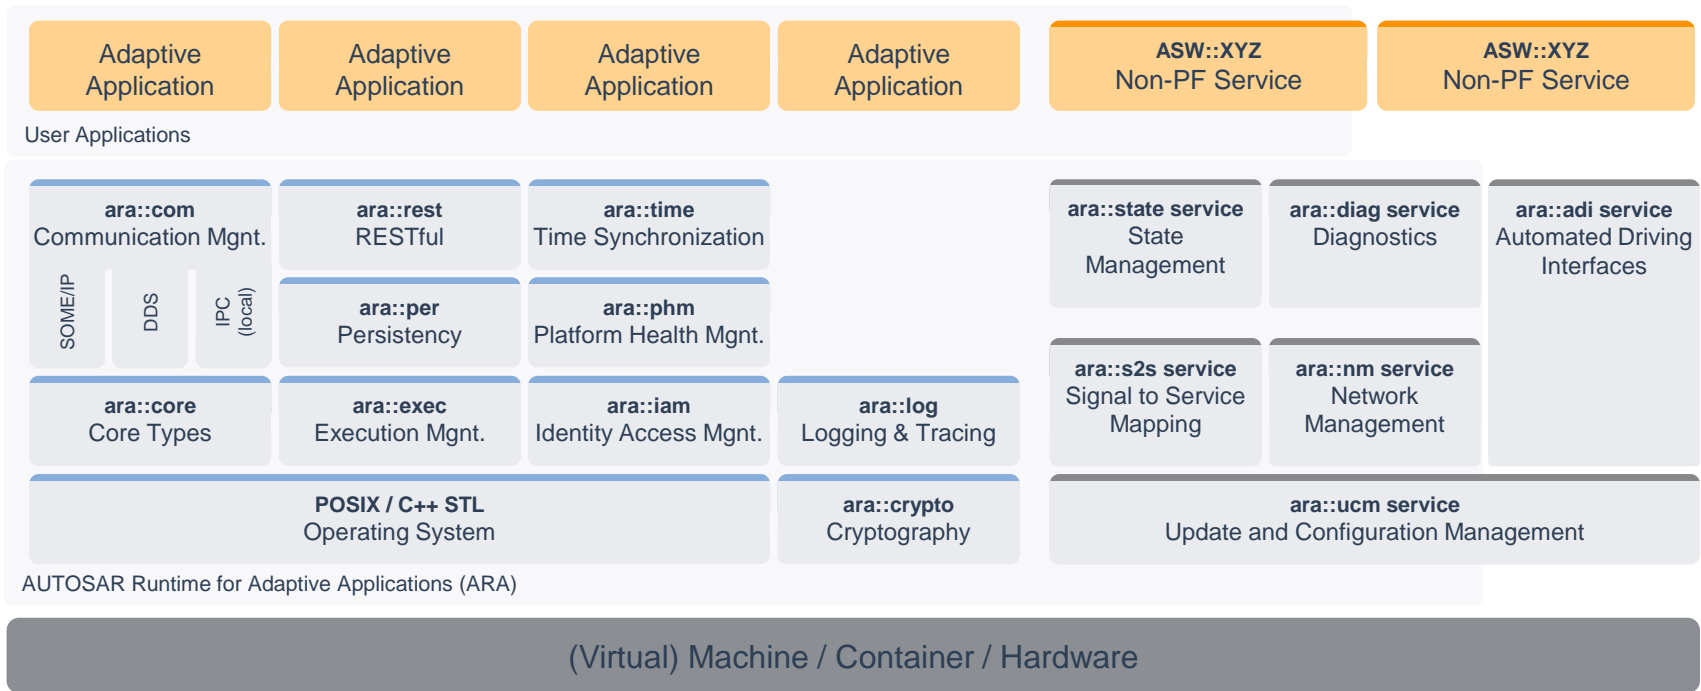 Adaptive
Application
Adaptive
Application
Adaptive
Application
Adaptive
Application
ASW::XYZ
Non-PF Service
ASW::XYZ
Non-PF Service
User Applications
ara::com
Communication Mgnt.
SOME/IP
DDS
IPC
(local)
ara::rest
RESTful
ara::time
Time Synchronization
ara::per
Persistency
ara::phm
Platform Health Mgnt.
ara::core
Core Types
ara::exec
Execution Mgnt.
ara::iam
Identity Access Mgnt.
ara::log
Logging & Tracing
POSIX / C++ STL
Operating System
ara::crypto
Cryptography
ara::state service
State
Management
ara::diag service
Diagnostics
ara::adi service
Automated Driving
Interfaces
ara::s2s service
Signal to Service
Mapping
ara::nm service
Network
Management
ara::ucm service
Update and Configuration Management
AUTOSAR Runtime for Adaptive Applications (ARA)
(Virtual) Machine / Container / Hardware